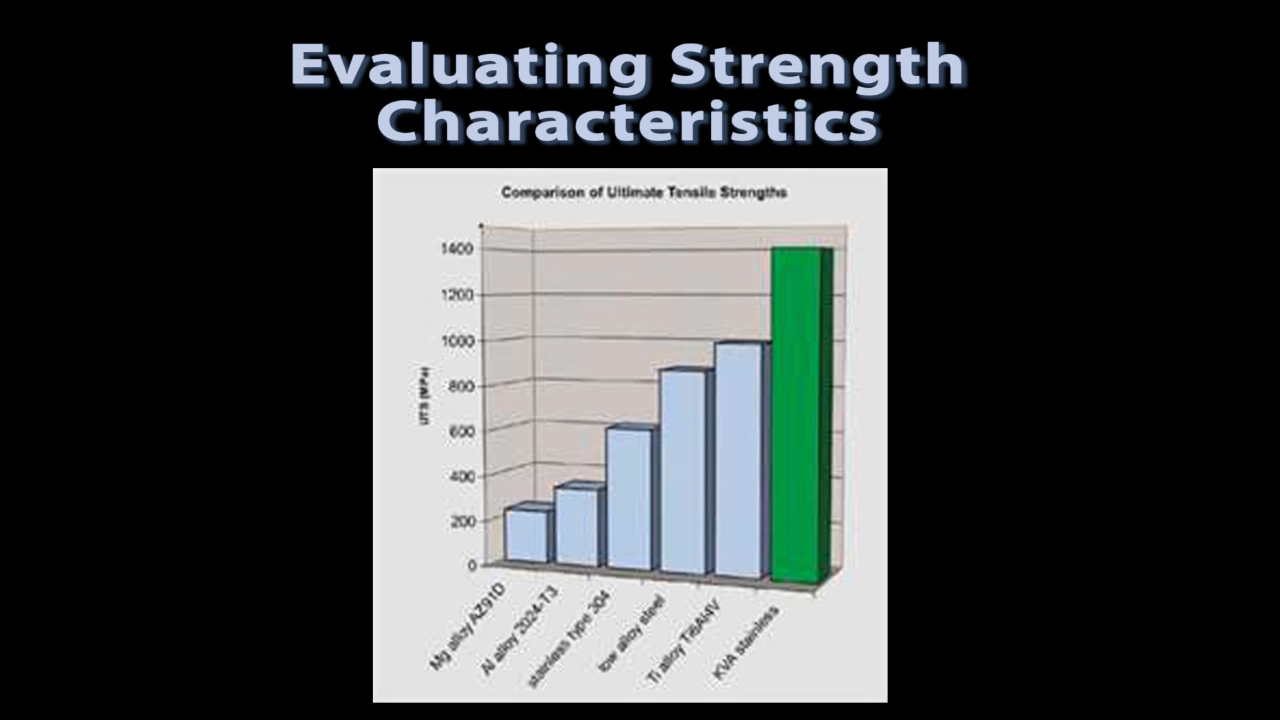 Evaluating Strength
Characteristics
Comparison of Ultimate Tensile Strengths
1400
1200
1000
800
600
400
200
0
UTS (MPa)
Mg alloy AZ91D
Al alloy 2024-T3
stainless type 304
low alloy steel
Ti alloy Ti6Al4V
KVA stainless